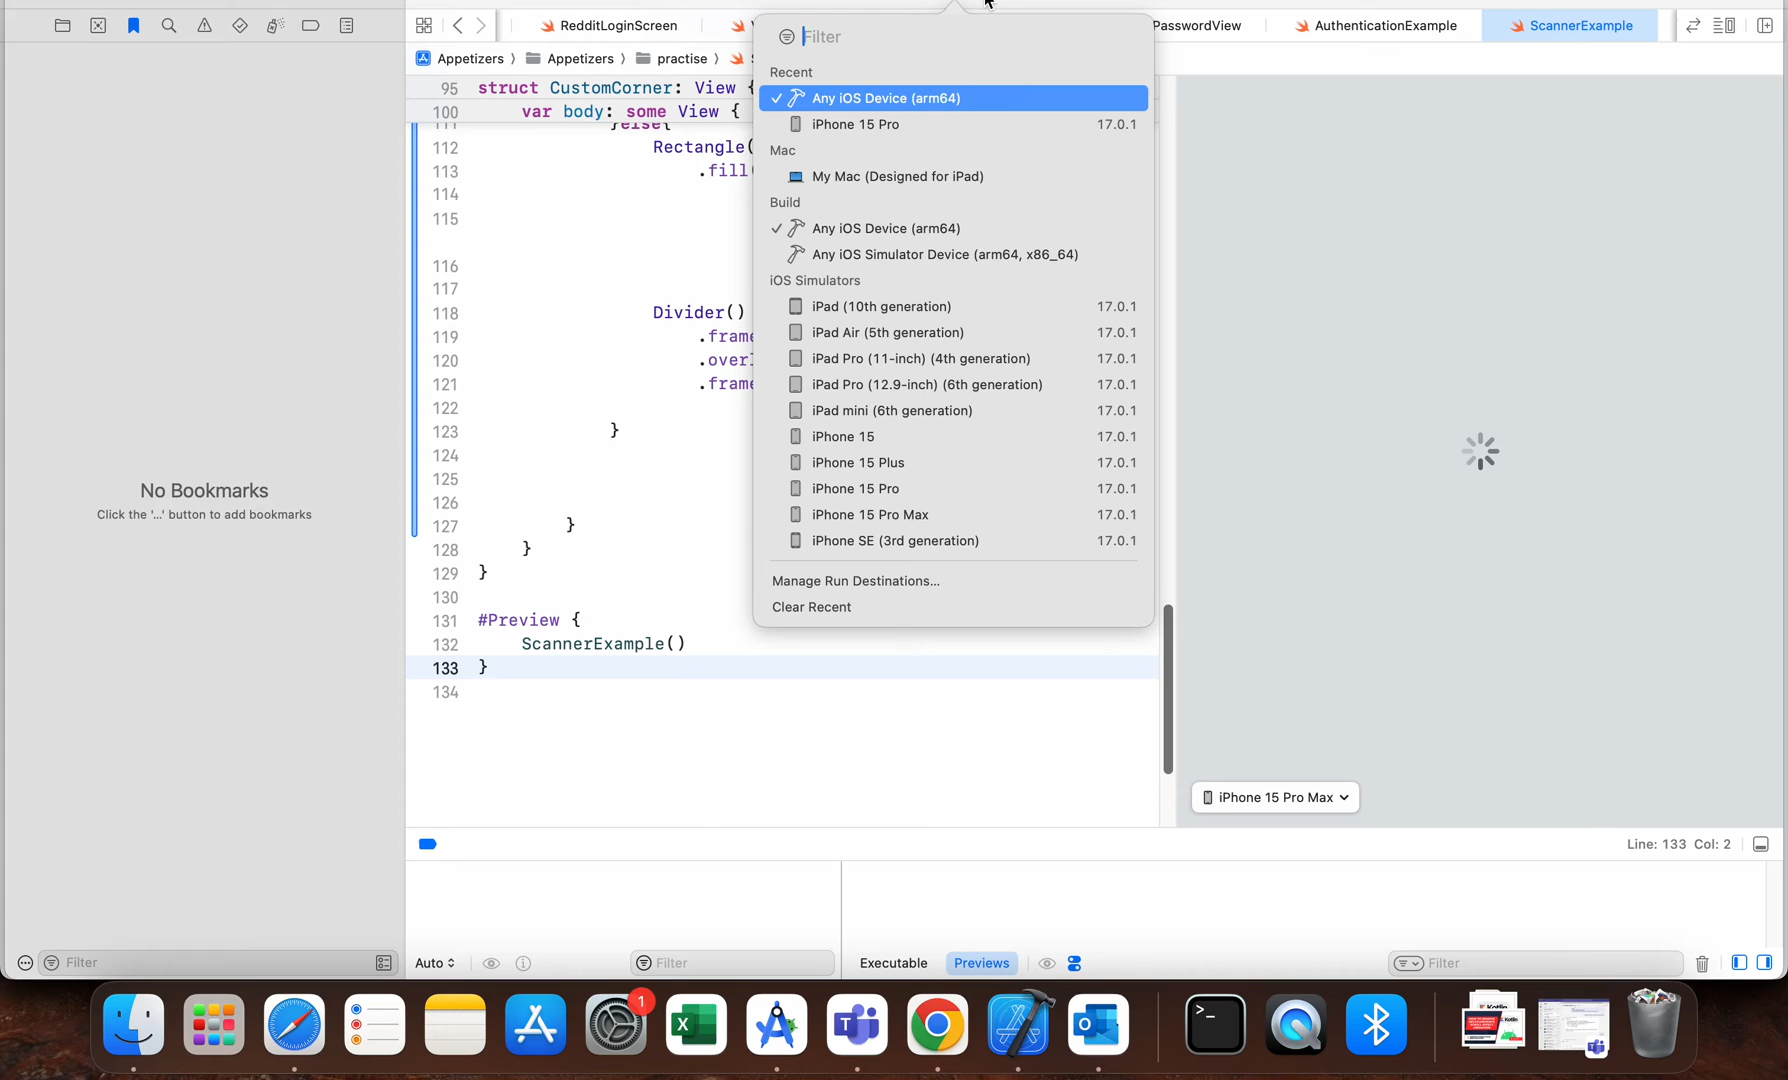 RedditLoginScreen
PasswordView
AuthenticationExample
ScannerExample
Appetizers 〉 Appetizers 〉 practise 〉
No Bookmarks
Click the '...' button to add bookmarks
95 struct CustomCorner: View {
100 var body: some View {
111 }else{
112 Rectangle(
113 .fill
114
115
116
117
118 Divider()
119 .frame
120 .overl
121 .frame
122
123 }
124
125
126
127 }
128 }
129 }
130
131 #Preview {
132 ScannerExample()
133 }
134
Filter
Recent
✓ Any iOS Device (arm64)
iPhone 15 Pro 17.0.1
Mac
My Mac (Designed for iPad)
Build
✓ Any iOS Device (arm64)
Any iOS Simulator Device (arm64, x86_64)
iOS Simulators
iPad (10th generation) 17.0.1
iPad Air (5th generation) 17.0.1
iPad Pro (11-inch) (4th generation) 17.0.1
iPad Pro (12.9-inch) (6th generation) 17.0.1
iPad mini (6th generation) 17.0.1
iPhone 15 17.0.1
iPhone 15 Plus 17.0.1
iPhone 15 Pro 17.0.1
iPhone 15 Pro Max 17.0.1
iPhone SE (3rd generation) 17.0.1
Manage Run Destinations...
Clear Recent
iPhone 15 Pro Max
Line: 133 Col: 2
Filter
Auto
Filter
Executable
Previews
Filter
1